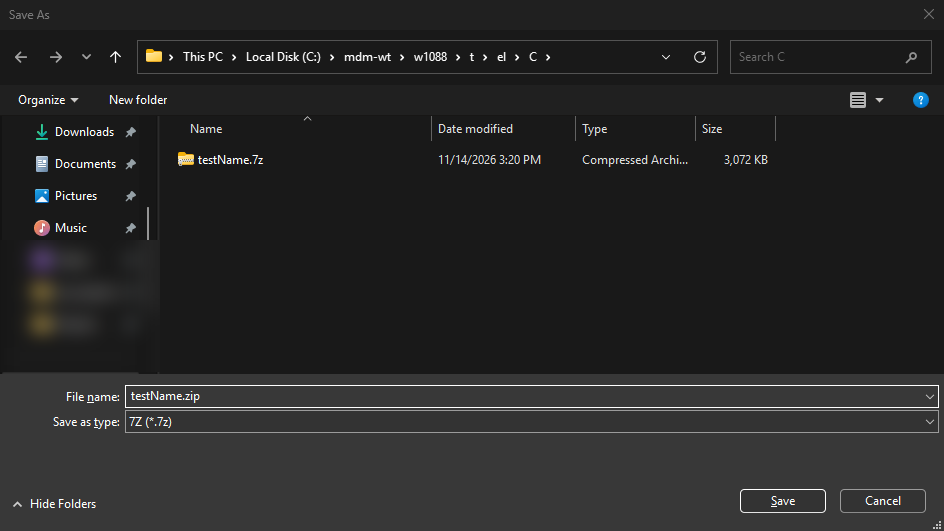 Save As
This PC > Local Disk (C:) > mdm-wt > w1088 > t > el > C >
Search C
Organize
New folder
?
Downloads
Documents
Pictures
Music
Name
Date modified
Type
Size
testName.7z
11/14/2026 3:20 PM
Compressed Archi...
3,072 KB
File name:
testName.zip
Save as type:
7Z (*.7z)
Hide Folders
Save
Cancel